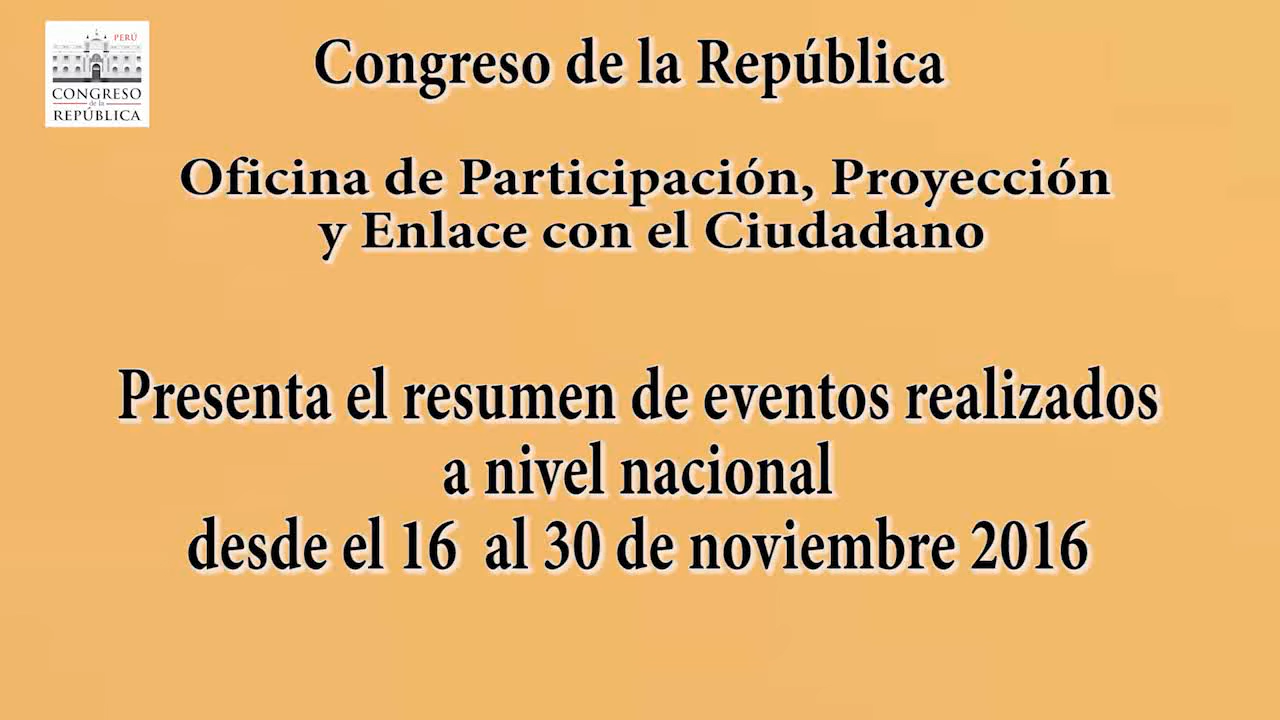 PERÚ
CONGRESO
de la
REPÚBLICA
Congreso de la República
Oficina de Participación, Proyección
y Enlace con el Ciudadano
Presenta el resumen de eventos realizados
a nivel nacional
desde el 16 al 30 de noviembre 2016